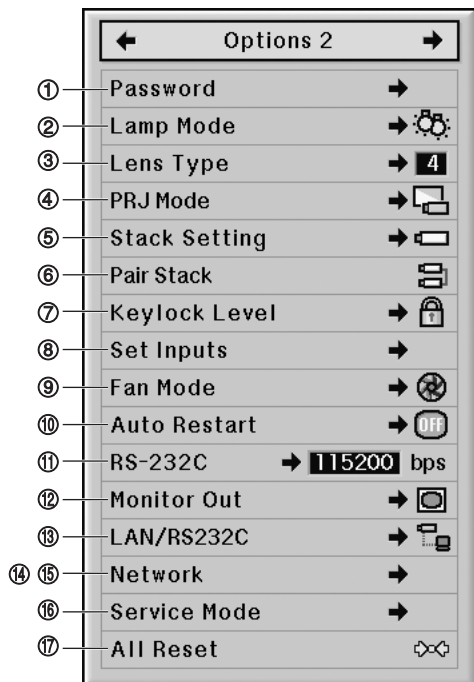 Options 2
① Password
② Lamp Mode
③ Lens Type 4
④ PRJ Mode
⑤ Stack Setting
⑥ Pair Stack
⑦ Keylock Level
⑧ Set Inputs
⑨ Fan Mode
⑩ Auto Restart OFF
⑪ RS-232C 115200 bps
⑫ Monitor Out
⑬ LAN/RS232C
⑭ ⑮ Network
⑯ Service Mode
⑰ All Reset